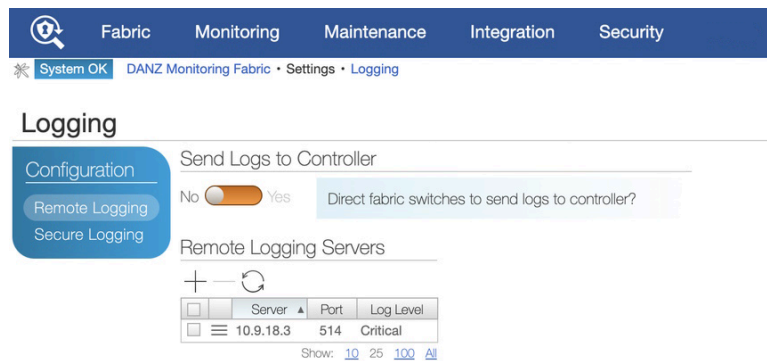 Fabric Monitoring Maintenance Integration Security
System OK DANZ Monitoring Fabric • Settings • Logging
Logging
Configuration
Remote Logging
Secure Logging
Send Logs to Controller
No Yes Direct fabric switches to send logs to controller?
Remote Logging Servers
Server Port Log Level
10.9.18.3 514 Critical
Show: 10 25 100 All